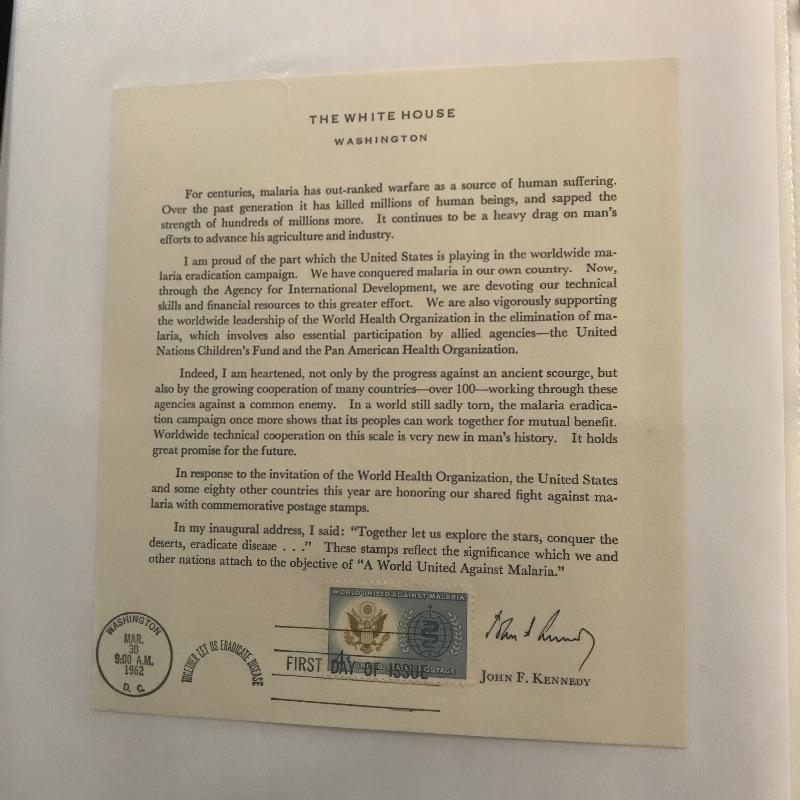 THE WHITE HOUSE
WASHINGTON
For centuries, malaria has out-ranked warfare as a source of human suffering.
Over the past generation it has killed millions of human beings, and sapped the
strength of hundreds of millions more. It continues to be a heavy drag on man's
efforts to advance his agriculture and industry.
I am proud of the part which the United States is playing in the worldwide ma-
laria eradication campaign. We have conquered malaria in our own country. Now,
through the Agency for International Development, we are devoting our technical
skills and financial resources to this greater effort. We are also vigorously supporting
the worldwide leadership of the World Health Organization in the elimination of ma-
laria, which involves also essential participation by allied agencies—the United
Nations Children's Fund and the Pan American Health Organization.
Indeed, I am heartened, not only by the progress against an ancient scourge, but
also by the growing cooperation of many countries—over 100—working through these
agencies against a common enemy. In a world still sadly torn, the malaria eradica-
tion campaign once more shows that its peoples can work together for mutual benefit.
Worldwide technical cooperation on this scale is very new in man's history. It holds
great promise for the future.
In response to the invitation of the World Health Organization, the United States
and some eighty other countries this year are honoring our shared fight against ma-
laria with commemorative postage stamps.
In my inaugural address, I said: "Together let us explore the stars, conquer the
deserts, eradicate disease . . ." These stamps reflect the significance which we and
other nations attach to the objective of "A World United Against Malaria."
WORLD UNITED AGAINST MALARIA
4¢ UNITED STATES POSTAGE
WASHINGTON
MAR.
30
9:00 A.M.
1962
D. C.
TOGETHER LET US ERADICATE DISEASE
FIRST DAY OF ISSUE
John F. Kennedy
JOHN F. KENNEDY